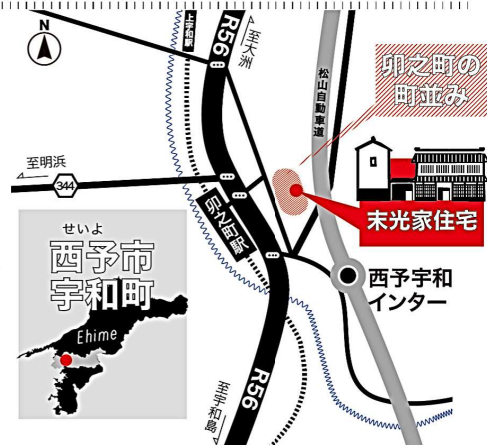 N
上宇和駅
R56
至大洲
松山自動車道
卯之町の
町並み
至明浜
344
末光家住宅
卯之町駅
せいよ
西予市
宇和町
Ehime
西予宇和
インター
至宇和島
R56